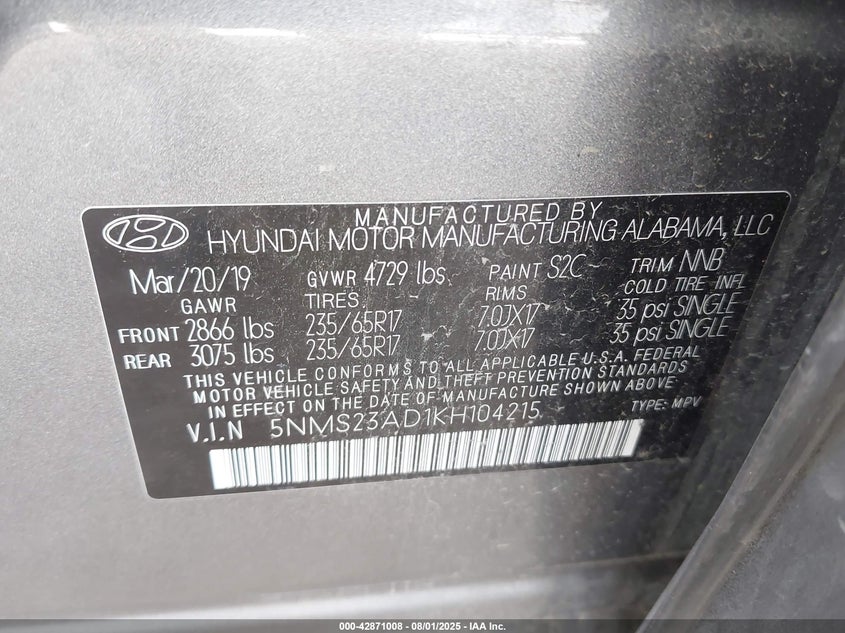 MANUFACTURED BY
HYUNDAI MOTOR MANUFACTURING ALABAMA, LLC
Mar/20/19 GVWR 4729 lbs PAINT S2C TRIM NNB
GAWR TIRES RIMS COLD TIRE INFL
FRONT 2866 lbs 235/65R17 7.0JX17 35 psi SINGLE
REAR 3075 lbs 235/65R17 7.0JX17 35 psi SINGLE
THIS VEHICLE CONFORMS TO ALL APPLICABLE U.S.A. FEDERAL
MOTOR VEHICLE SAFETY AND THEFT PREVENTION STANDARDS
IN EFFECT ON THE DATE OF MANUFACTURE SHOWN ABOVE
V.I.N 5NMS23AD1KH104215 TYPE: MPV
000-42871008 - 08/01/2025 - IAA Inc.